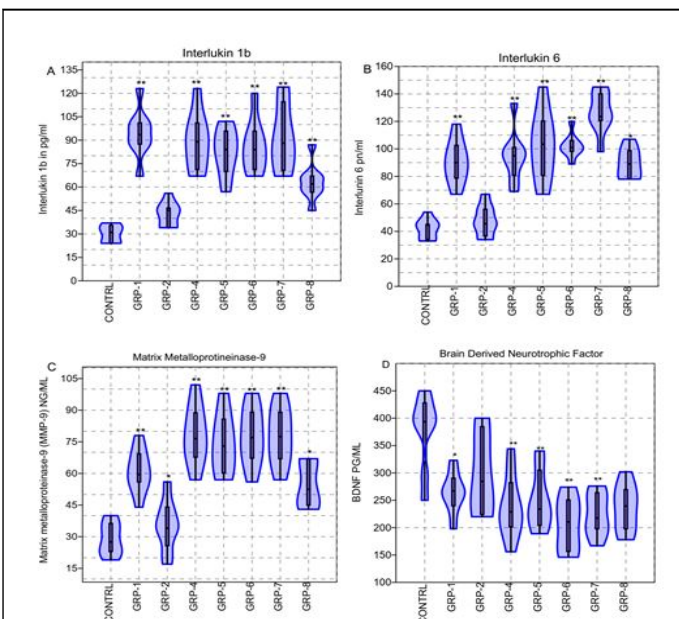 Interlukin 1b
A
Interlukin 1b in pg/ml
135
120
105
90
75
60
45
30
15
0
**
**
**
**
**
**
CONTRL
GRP-1
GRP-2
GRP-4
GRP-5
GRP-6
GRP-7
GRP-8
Interlukin 6
B
Interlunin 6 pn/ml
160
140
120
100
80
60
40
20
0
**
**
**
**
**
*
CONTRL
GRP-1
GRP-2
GRP-4
GRP-5
GRP-6
GRP-7
GRP-8
Matrix Metalloprotineinase-9
C
Matrix metalloproteinase-9 (MMP-9) NG/ML
105
90
75
60
45
30
15
**
*
**
**
**
**
*
CONTRL
GRP-1
GRP-2
GRP-4
GRP-5
GRP-6
GRP-7
GRP-8
Brain Derived Neurotrophic Factor
D
BDNF PG/ML
450
400
350
300
250
200
150
100
*
**
**
**
**
CONTRL
GRP-1
GRP-2
GRP-4
GRP-5
GRP-6
GRP-7
GRP-8